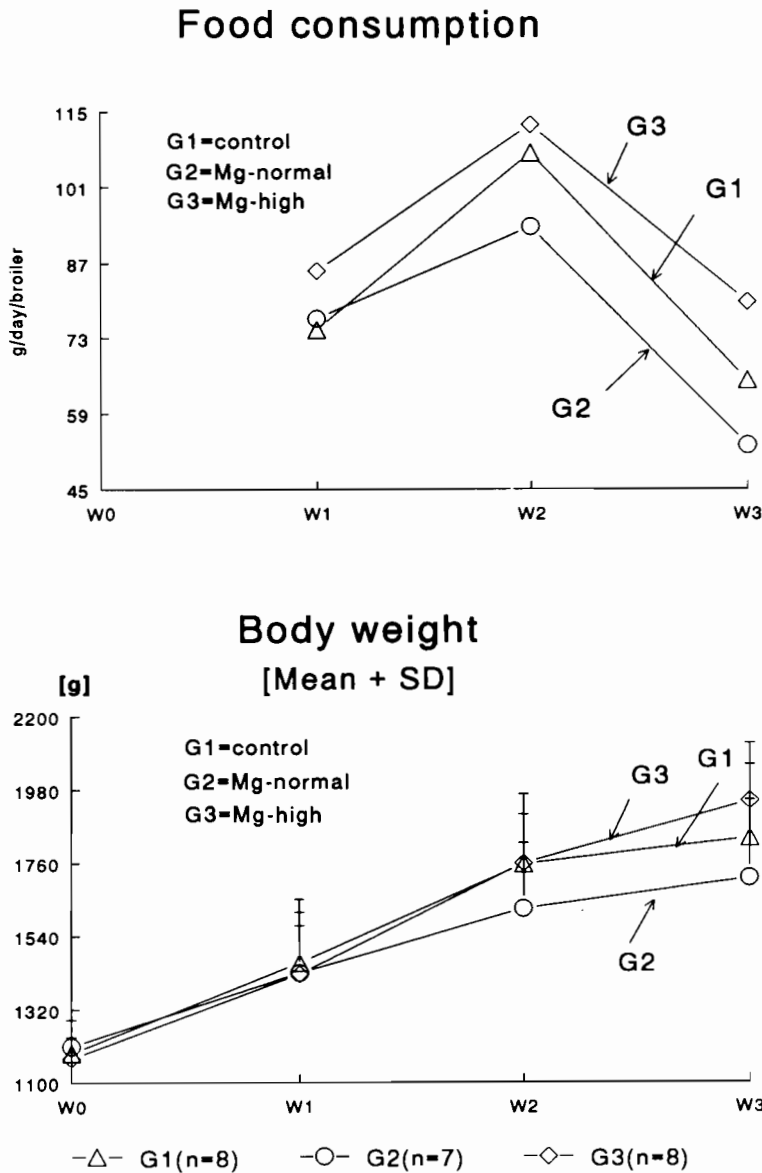 Food consumption
115
G1=control
G3
G2=Mg-normal
101
G3=Mg-high
G1
87
g/day/broiler
73
G2
59
45
W0 W1 W2 W3
Body weight
[g] [Mean + SD]
2200
G1=control
G1
G2=Mg-normal
G3
1980
G3=Mg-high
1760
1540
G2
1320
1100
W0 W1 W2 W3
G1(n=8) G2(n=7) G3(n=8)